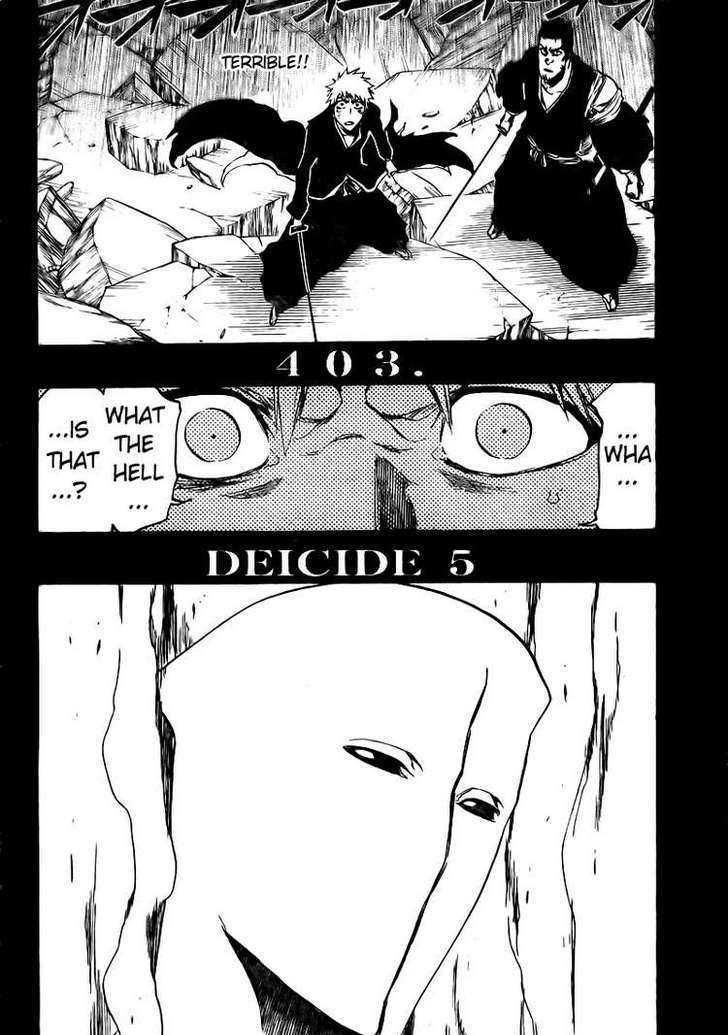 TERRIBLE!!
403.
...
WHA
...
WHAT
THE
HELL
...
...IS
THAT
...?
DEICIDE 5